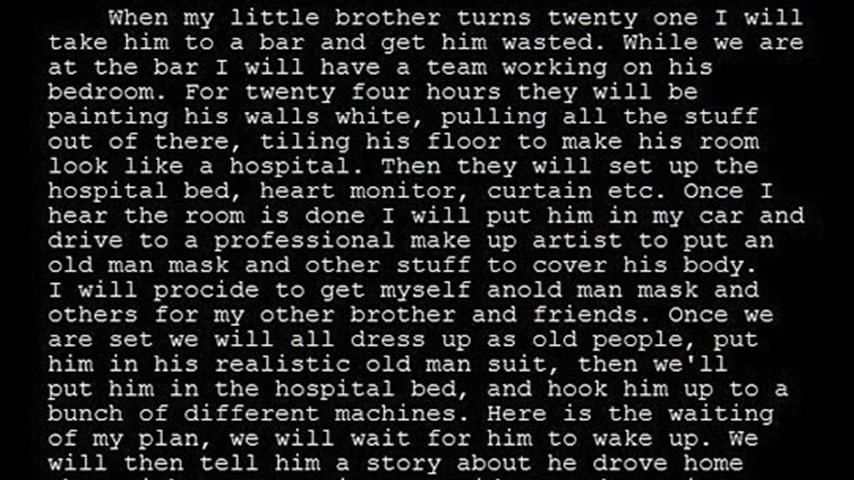 When my little brother turns twenty one I will
take him to a bar and get him wasted. While we are
at the bar I will have a team working on his
bedroom. For twenty four hours they will be
painting his walls white, pulling all the stuff
out of there, tiling his floor to make his room
look like a hospital. Then they will set up the
hospital bed, heart monitor, curtain etc. Once I
hear the room is done I will put him in my car and
drive to a professional make up artist to put an
old man mask and other stuff to cover his body.
I will procide to get myself anold man mask and
others for my other brother and friends. Once we
are set we will all dress up as old people, put
him in his realistic old man suit, then we'll
put him in the hospital bed, and hook him up to a
bunch of different machines. Here is the waiting
of my plan, we will wait for him to wake up. We
will then tell him a story about he drove home